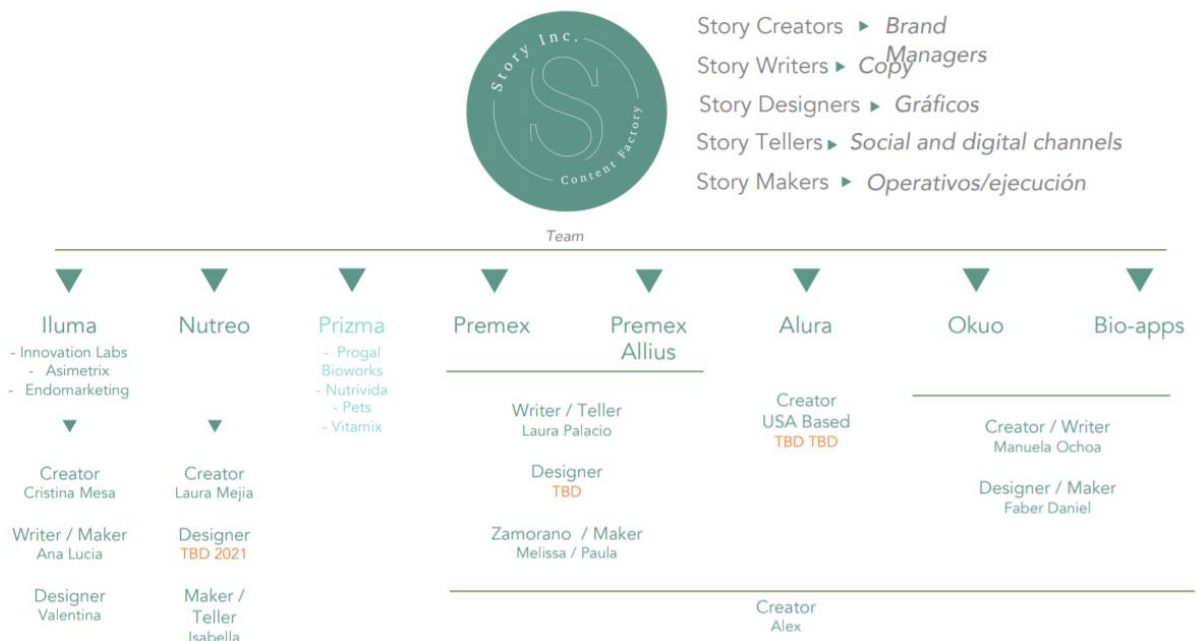 Story Inc.
S
Content Factory
Story Creators ▸ Brand Managers
Story Writers ▸ Copy
Story Designers ▸ Gráficos
Story Tellers ▸ Social and digital channels
Story Makers ▸ Operativos/ejecución
Team
Iluma
- Innovation Labs
- Asimetrix
- Endomarketing
Creator
Cristina Mesa
Writer / Maker
Ana Lucia
Designer
Valentina
Nutreo
Creator
Laura Mejia
Designer
TBD 2021
Maker /
Teller
Isabella
Prizma
- Progal
Bioworks
- Nutrivida
- Pets
- Vitamix
Premex
Premex
Allius
Writer / Teller
Laura Palacio
Designer
TBD
Zamorano / Maker
Melissa / Paula
Alura
Creator
USA Based
TBD TBD
Okuo
Bio-apps
Creator / Writer
Manuela Ochoa
Designer / Maker
Faber Daniel
Creator
Alex